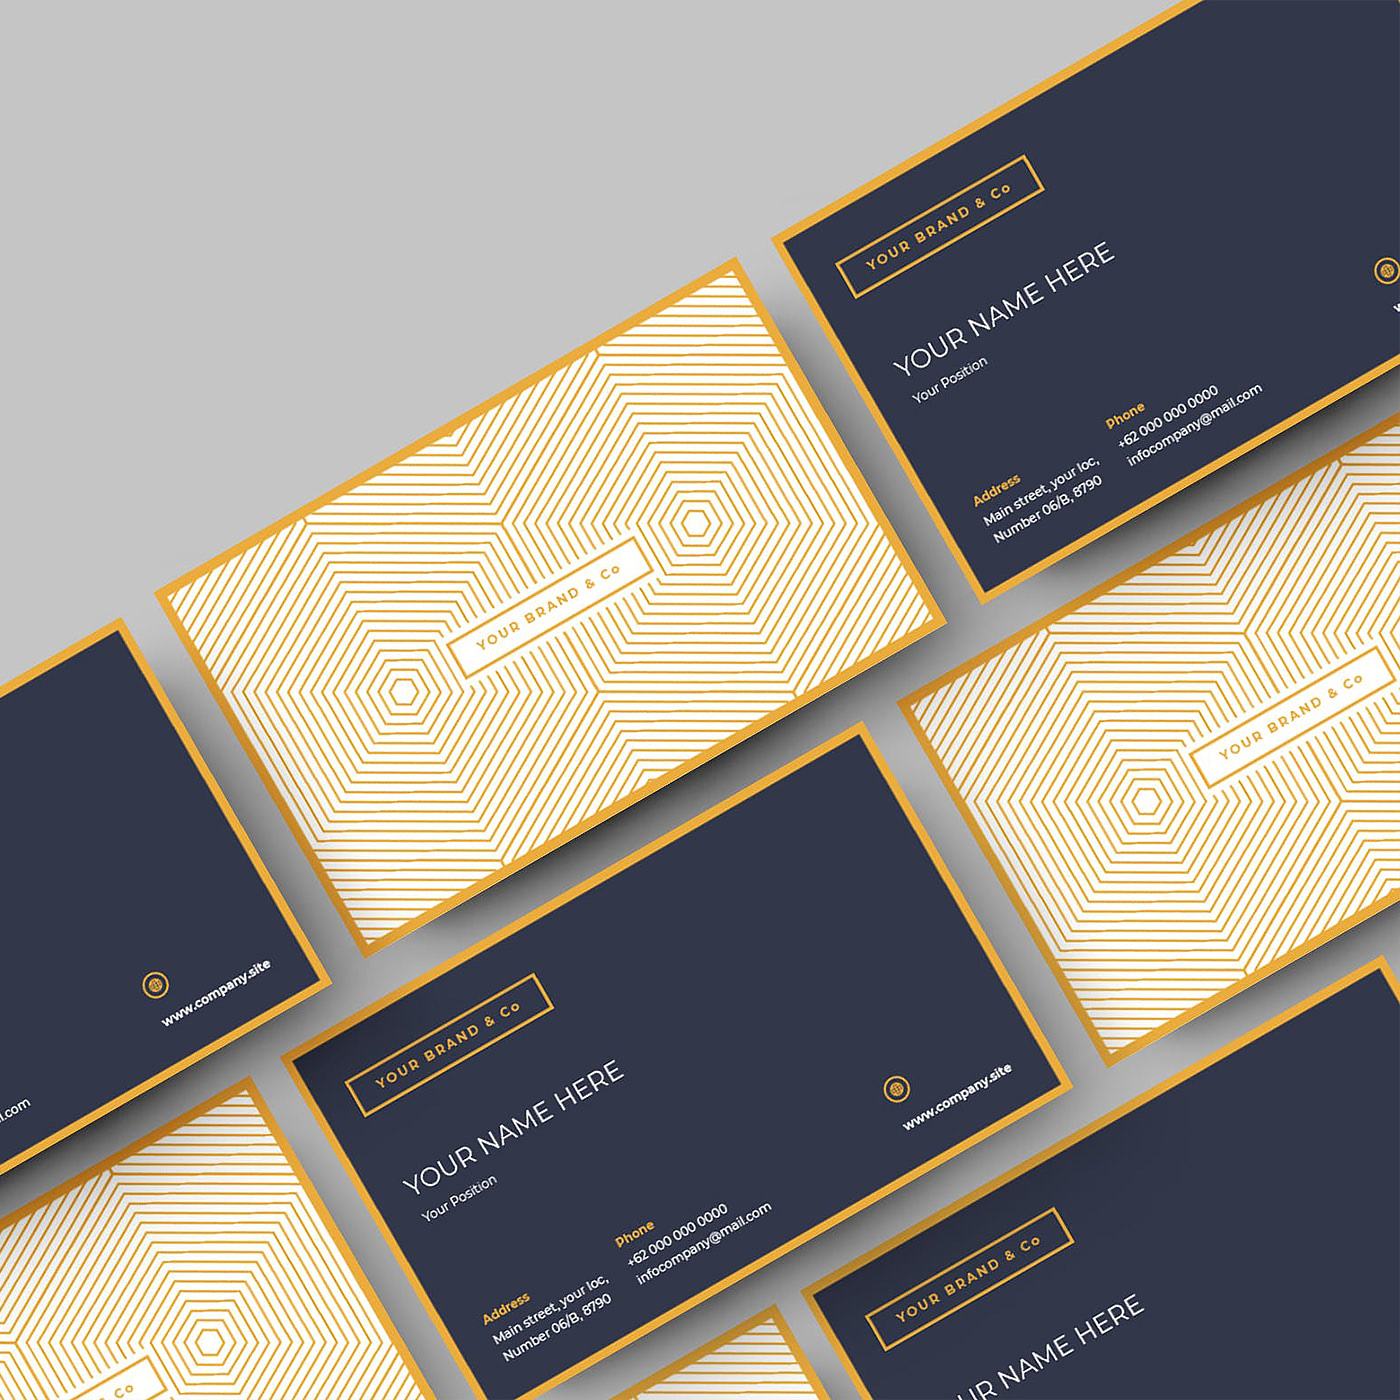 YOUR BRAND & Co
YOUR NAME HERE
Your Position
Address
Main street, your loc,
Number 06/B, 8790
Phone
+62 000 000 0000
infocompany@mail.com
YOUR BRAND & Co
YOUR BRAND & Co
www.company.site
YOUR BRAND & Co
YOUR NAME HERE
Your Position
Address
Main street, your loc,
Number 06/B, 8790
Phone
+62 000 000 0000
infocompany@mail.com
www.company.site
& Co
YOUR BRAND & Co
NAME HERE